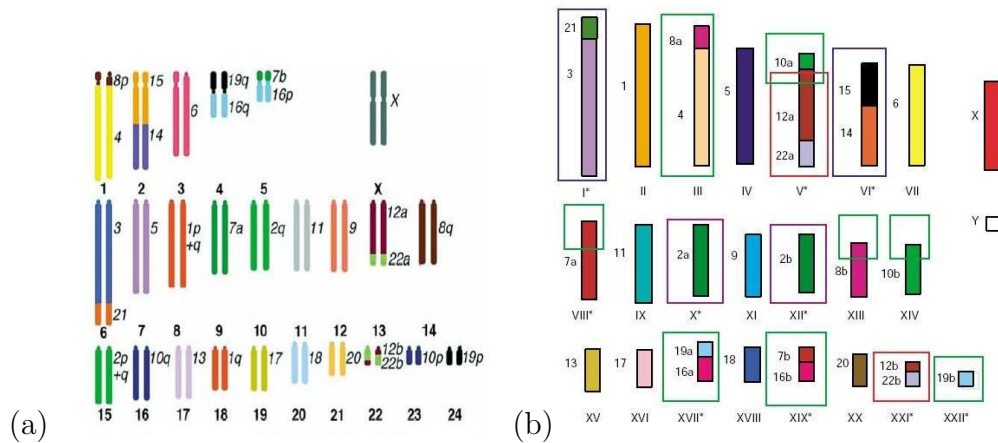 8p 15 19q 7b
6 16q 16p X
4 14
1 2 3 4 5 X
3 5 1p +q 7a 2q 11 9 12a 8q
21 22a
6 7 8 9 10 11 12 13 14
2p +q 10q 13 1q 17 18 20 12b 22b 10p 19p
15 16 17 18 19 20 21 22 23 24
(a)
21 8a 10a
3 1 4 5 12a 15 6 X
22a 14
I* II III IV V* VI* VII
Y
7a 11 2a 9 2b 8b 10b
VIII* IX X* XI XII* XIII XIV
13 17 19a 16a 18 7b 16b 20 12b 22b 19b
XV XVI XVII* XVIII XIX* XX XXI* XXII*
(b)